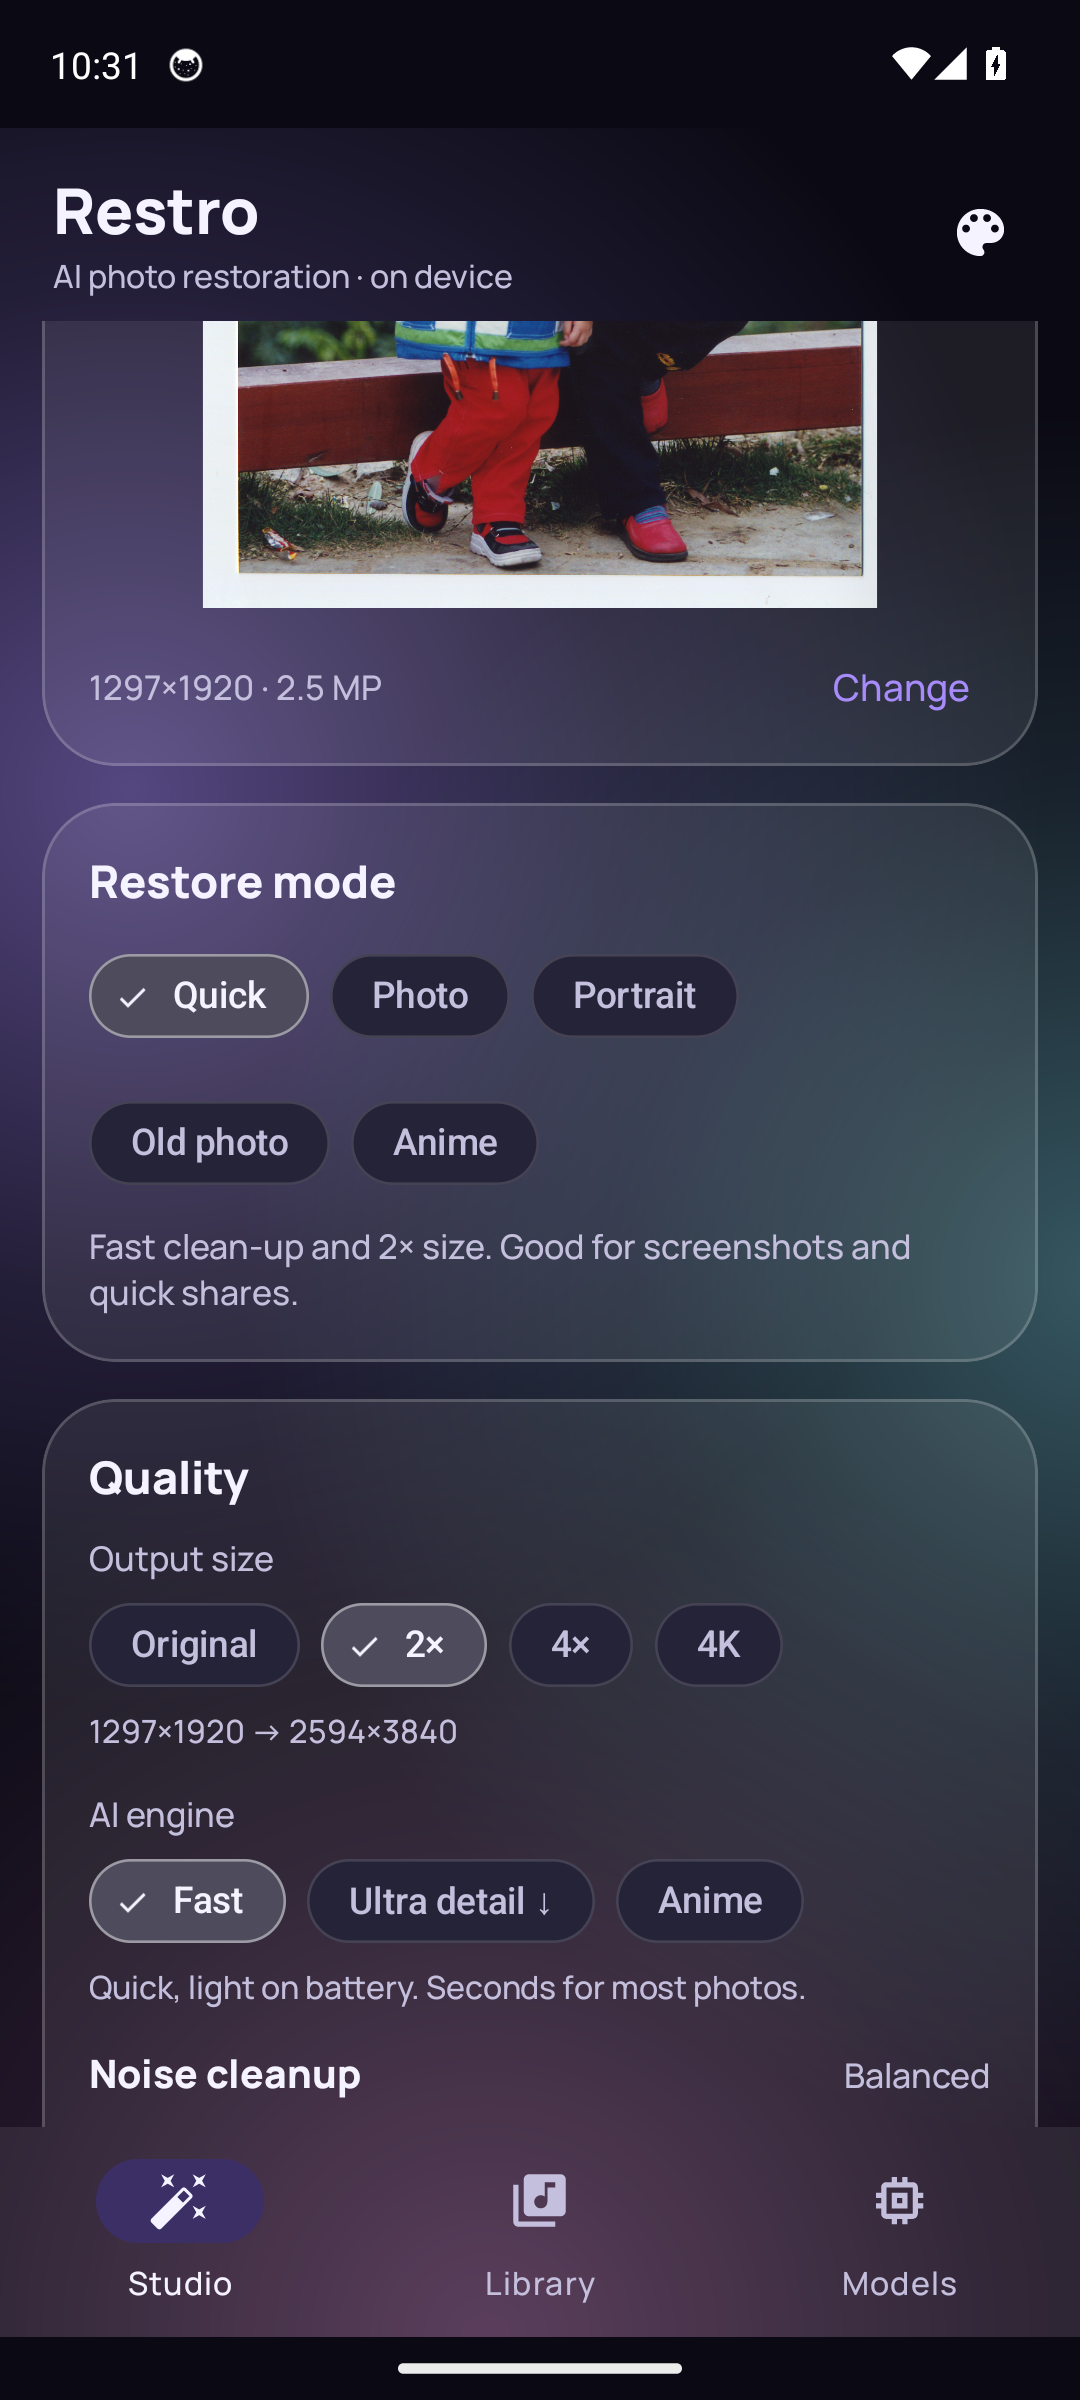 10:31
Restro
AI photo restoration · on device
1297×1920 · 2.5 MP
Change
Restore mode
Quick
Photo
Portrait
Old photo
Anime
Fast clean-up and 2× size. Good for screenshots and
quick shares.
Quality
Output size
Original
2×
4×
4K
1297×1920 → 2594×3840
AI engine
Fast
Ultra detail ↓
Anime
Quick, light on battery. Seconds for most photos.
Noise cleanup
Balanced
Studio
Library
Models